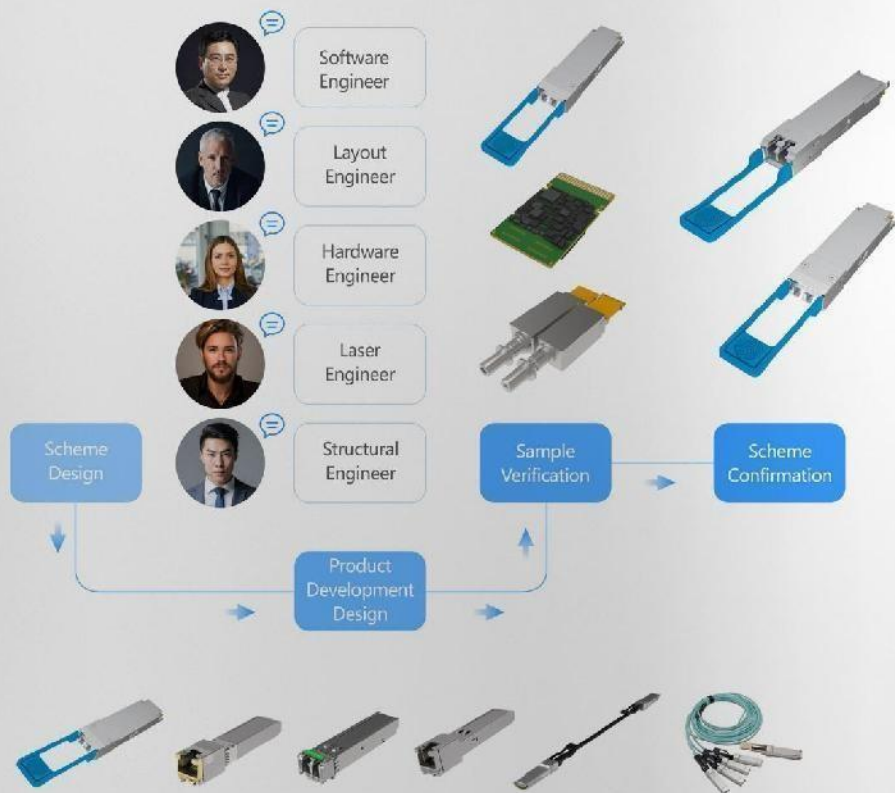 Software
Engineer
Layout
Engineer
Hardware
Engineer
Laser
Engineer
Structural
Engineer
Scheme
Design
Product
Development
Design
Sample
Verification
Scheme
Confirmation